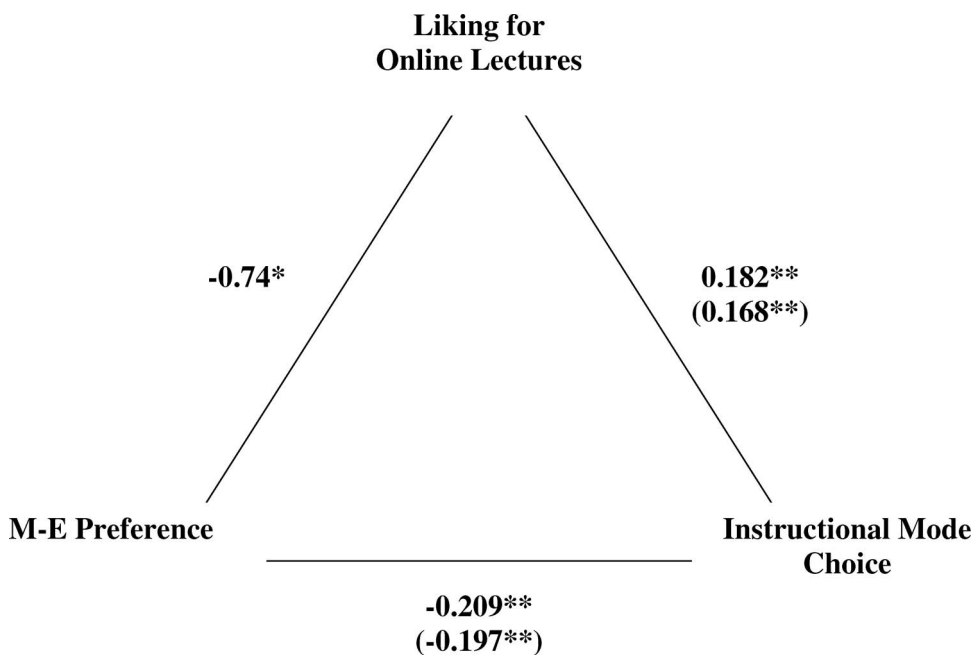 Liking for
Online Lectures
-0.74*
0.182**
(0.168**)
M-E Preference
Instructional Mode
Choice
-0.209**
(-0.197**)